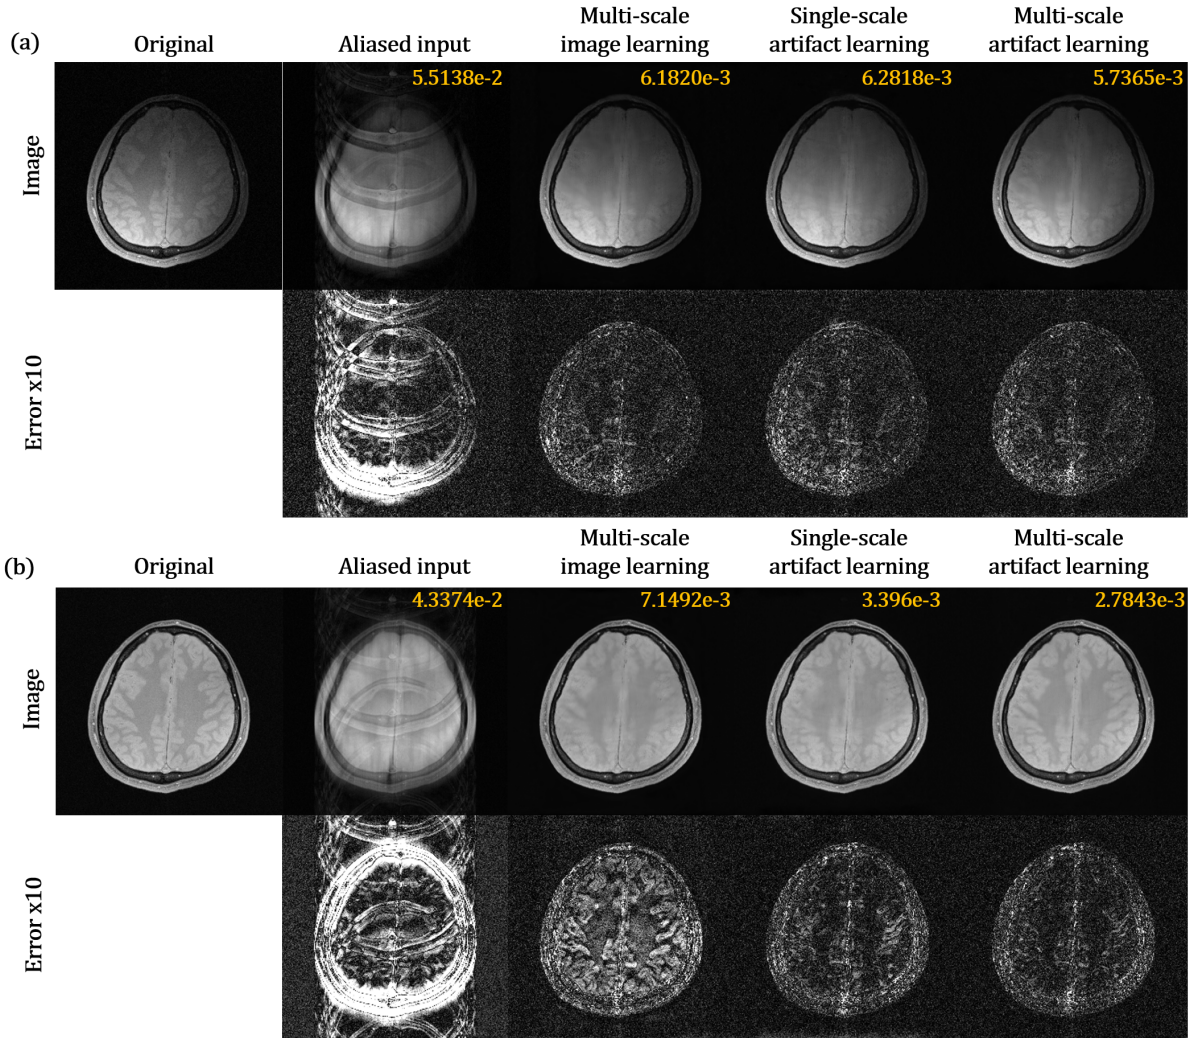 (a)
Original
Aliased input
Multi-scale
image learning
Single-scale
artifact learning
Multi-scale
artifact learning
Image
5.5138e-2
6.1820e-3
6.2818e-3
5.7365e-3
Error x10
(b)
Original
Aliased input
Multi-scale
image learning
Single-scale
artifact learning
Multi-scale
artifact learning
Image
4.3374e-2
7.1492e-3
3.396e-3
2.7843e-3
Error x10